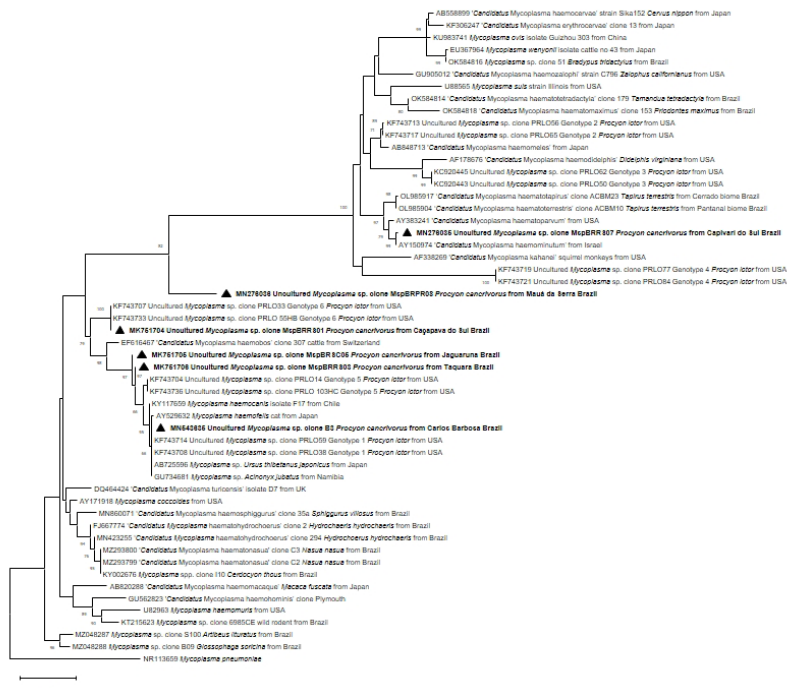 AB558899 'Candidatus Mycoplasma haemocervae' strain Sika152 Cervus nippon from Japan
KF306247 'Candidatus Mycoplasma erythrocervae' clone 13 from Japan
KU983741 Mycoplasma ovis isolate Guizhou 303 from China
EU367964 Mycoplasma wenyonii isolate cattle no 43 from Japan
OK584816 Mycoplasma sp. clone 51 Bradypus tridactylus from Brazil
GU905012 'Candidatus Mycoplasma haemozalophi' strain C796 Zalophus californianus from USA
U88565 Mycoplasma suis strain Illinois from USA
OK584814 'Candidatus Mycoplasma haematotetradactyla' clone 179 Tamandua tetradactyla from Brazil
OK584818 'Candidatus Mycoplasma haematomaximus' clone 153 Priodontes maximus from Brazil
KF743713 Uncultured Mycoplasma sp. clone PRLO56 Genotype 2 Procyon lotor from USA
KF743717 Uncultured Mycoplasma sp. clone PRLO65 Genotype 2 Procyon lotor from USA
AB848713 'Candidatus Mycoplasma haemomeles' from Japan
AF178676 'Candidatus Mycoplasma haemodidelphis' Didelphis virginiana from USA
KC920445 Uncultured Mycoplasma sp. clone PRLO62 Genotype 3 Procyon lotor from USA
KC920443 Uncultured Mycoplasma sp. clone PRLO50 Genotype 3 Procyon lotor from USA
OL985917 'Candidatus Mycoplasma haematotapirus' clone ACBM23 Tapirus terrestris from Cerrado biome Brazil
OL985904 'Candidatus Mycoplasma haematoterrestris' clone ACBM10 Tapirus terrestris from Pantanal biome Brazil
AY383241 'Candidatus Mycoplasma haematoparvum' from USA
MN276035 Uncultured Mycoplasma sp. clone MspBRR807 Procyon cancrivorus from Capivari do Sul Brazil
AY150974 'Candidatus Mycoplasma haemominutum' from Israel
AF338269 'Candidatus Mycoplasma kahanei' squirrel monkeys from USA
KF743719 Uncultured Mycoplasma sp. clone PRLO77 Genotype 4 Procyon lotor from USA
KF743721 Uncultured Mycoplasma sp. clone PRLO84 Genotype 4 Procyon lotor from USA
MN276036 Uncultured Mycoplasma sp. clone MspBRPR08 Procyon cancrivorus from Mauá da Serra Brazil
KF743707 Uncultured Mycoplasma sp. clone PRLO33 Genotype 6 Procyon lotor from USA
KF743733 Uncultured Mycoplasma sp. clone PRLO 55HB Genotype 6 Procyon lotor from USA
MK761704 Uncultured Mycoplasma sp. clone MspBRR801 Procyon cancrivorus from Caçapava do Sul Brazil
EF616467 'Candidatus Mycoplasma haemobos' clone 307 cattle from Switzerland
MK761705 Uncultured Mycoplasma sp. clone MspBRSC06 Procyon cancrivorus from Jaguaruna Brazil
MK761706 Uncultured Mycoplasma sp. clone MspBRR803 Procyon cancrivorus from Taquara Brazil
KF743704 Uncultured Mycoplasma sp. clone PRLO14 Genotype 5 Procyon lotor from USA
KF743736 Uncultured Mycoplasma sp. clone PRLO 103HC Genotype 5 Procyon lotor from USA
KY117659 Mycoplasma haemocanis isolate F17 from Chile
AY529632 Mycoplasma haemofelis cat from Japan
Uncultured Mycoplasma sp. clone B3 Procyon cancrivorus from Carlos Barbosa Brazil
KF743714 Uncultured Mycoplasma sp. clone PRLO59 Genotype 1 Procyon lotor from USA
KF743708 Uncultured Mycoplasma sp. clone PRLO38 Genotype 1 Procyon lotor from USA
AB725596 Mycoplasma sp. Ursus thibetanus japonicus from Japan
GU734681 Mycoplasma sp. Acinonyx jubatus from Namibia
DQ464424 'Candidatus Mycoplasma turicensis' isolate D7 from UK
AY171918 Mycoplasma coccoides from USA
MN860071 'Candidatus Mycoplasma haemosphiggurus' clone 35a Sphiggurus villosus from Brazil
FJ667774 'Candidatus Mycoplasma haematohydrochoerus' clone 2 Hydrochaeris hydrochaeris from Brazil
MN423255 'Candidatus Mycoplasma haematohydrochoerus' clone 294 Hydrochoerus hydrochaeris from Brazil
MZ293800 'Candidatus Mycoplasma haematonasua' clone C3 Nasua nasua from Brazil
MZ293799 'Candidatus Mycoplasma haematonasua' clone C2 Nasua nasua from Brazil
KY002676 Mycoplasma spp. clone I10 Cerdocyon thous from Brazil
AB820288 'Candidatus Mycoplasma haemomacaque' Macaca fuscata from Japan
GU562823 'Candidatus Mycoplasma haemohominis' clone Plymouth
U82963 Mycoplasma haemomuris from USA
KT215623 Mycoplasma sp. clone 6985CE wild rodent from Brazil
MZ048287 Mycoplasma sp. clone S100 Artibeus lituratus from Brazil
MZ048288 Mycoplasma sp. clone B09 Glossophaga soricina from Brazil
NR113659 Mycoplasma pneumoniae